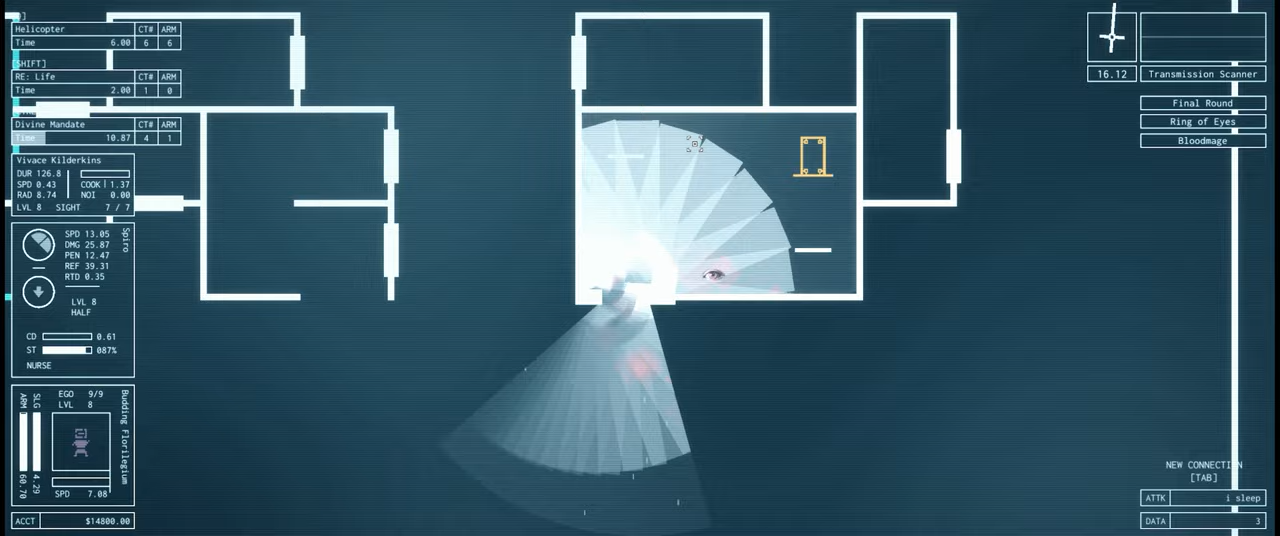 Helicopter CT# ARM
Time 6.00 6 6
[SHIFT]
RE: Life CT# ARM
Time 2.00 1 0
Divine Mandate CT# ARM
Time 10.87 4 1
Vivace Kilderkins
DUR 126.8
SPD 0.43 COOK 1.37
RAD 8.74 NOI 0.00
LVL 8 SIGHT 7 / 7
Spiro
SPD 13.05
DMG 25.87
PEN 12.47
REF 39.31
RTD 0.35
LVL 8
HALF
CD 0.61
ST 087%
NURSE
Budding Florilegium
EGO 9/9
LVL 8
ARM 60.70
SLG 4.29
SPD 7.08
ACCT $14800.00
16.12 Transmission Scanner
Final Round
Ring of Eyes
Bloodmage
NEW CONNECTION
[TAB]
ATTK i sleep
DATA 3